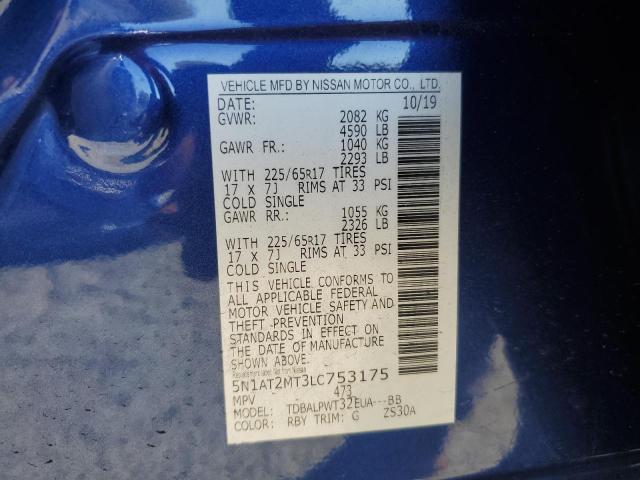 VEHICLE MFD BY NISSAN MOTOR CO., LTD.
DATE: 10/19
GVWR: 2082 KG
4590 LB
GAWR FR.: 1040 KG
2293 LB
WITH 225/65R17 TIRES
17 x 7J RIMS AT 33 PSI
COLD SINGLE
GAWR RR.: 1055 KG
2326 LB
WITH 225/65R17 TIRES
17 x 7J RIMS AT 33 PSI
COLD SINGLE
THIS VEHICLE CONFORMS TO
ALL APPLICABLE FEDERAL
MOTOR VEHICLE SAFETY AND
THEFT PREVENTION
STANDARDS IN EFFECT ON
THE DATE OF MANUFACTURE
SHOWN ABOVE.
5N1AT2MT3LC753175
MPV 473
MODEL: TDBALPWT32EUA---BB
COLOR: RBY TRIM: G ZS30A